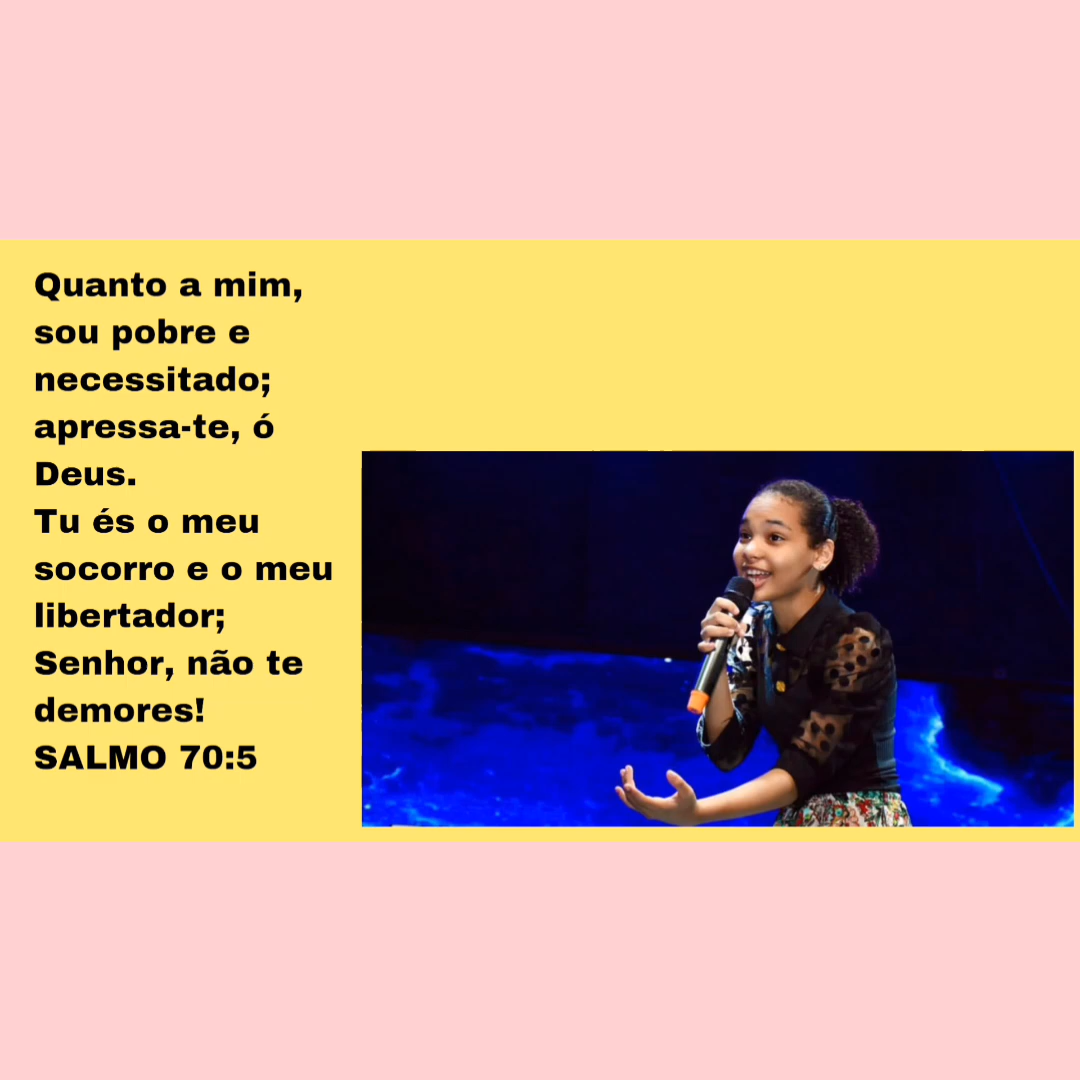 Quanto a mim,
sou pobre e
necessitado;
apressa-te, ó
Deus.
Tu és o meu
socorro e o meu
libertador;
Senhor, não te
demores!
SALMO 70:5